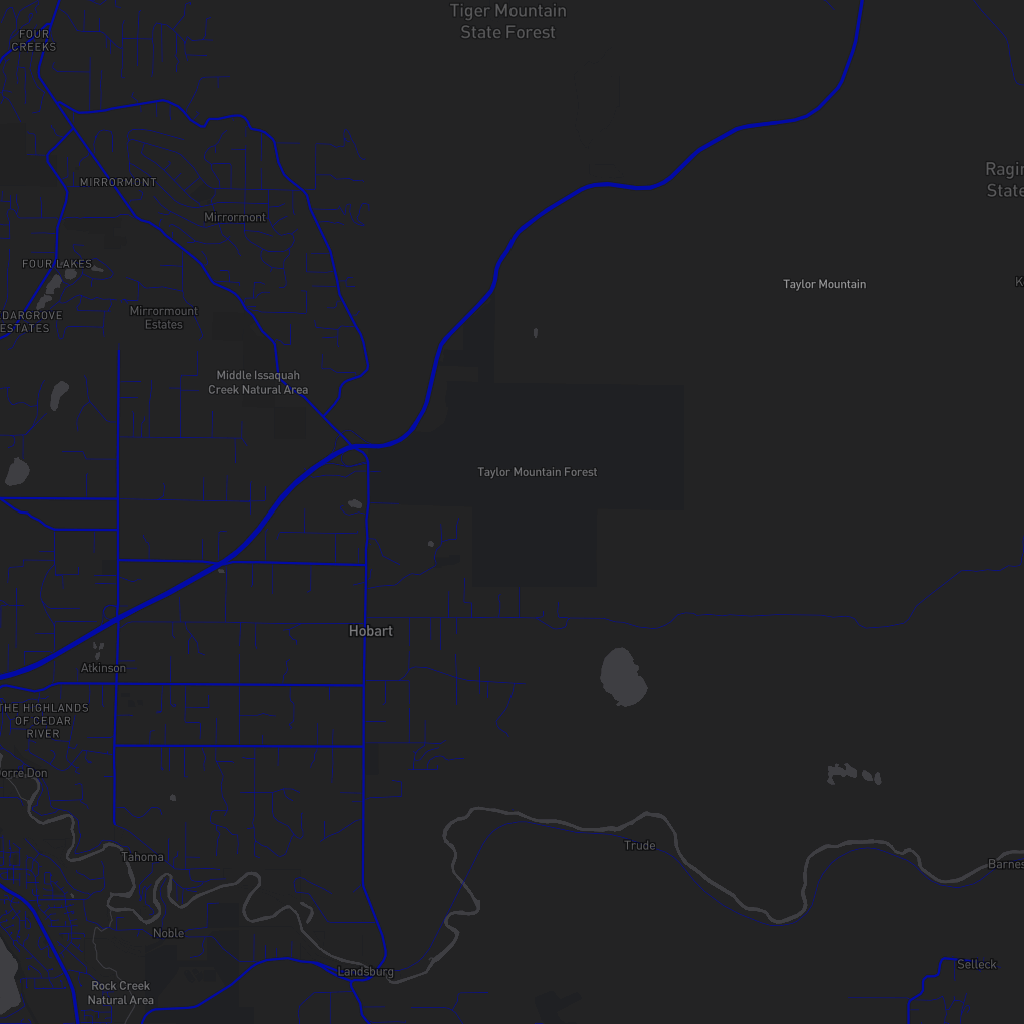 Tiger Mountain
State Forest
FOUR
CREEKS
MIRRORMONT
Mirrormont
FOUR LAKES
Taylor Mountain
Mirrormount
Estates
ESTATES
Middle Issaquah
Creek Natural Area
Taylor Mountain Forest
Hobart
Atkinson
THE HIGHLANDS
OF CEDAR
RIVER
Don
Tahoma
Trude
Noble
Landsburg
Selleck
Rock Creek
Natural Area